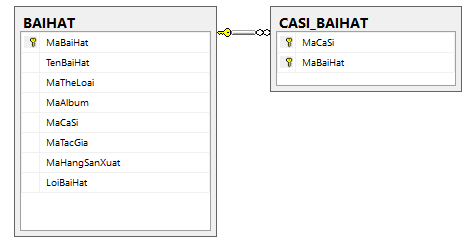 BAIHAT
MaBaiHat
TenBaiHat
MaTheLoai
MaAlbum
MaCaSi
MaTacGia
MaHangSanXuat
LoiBaiHat
CASI_BAIHAT
MaCaSi
MaBaiHat